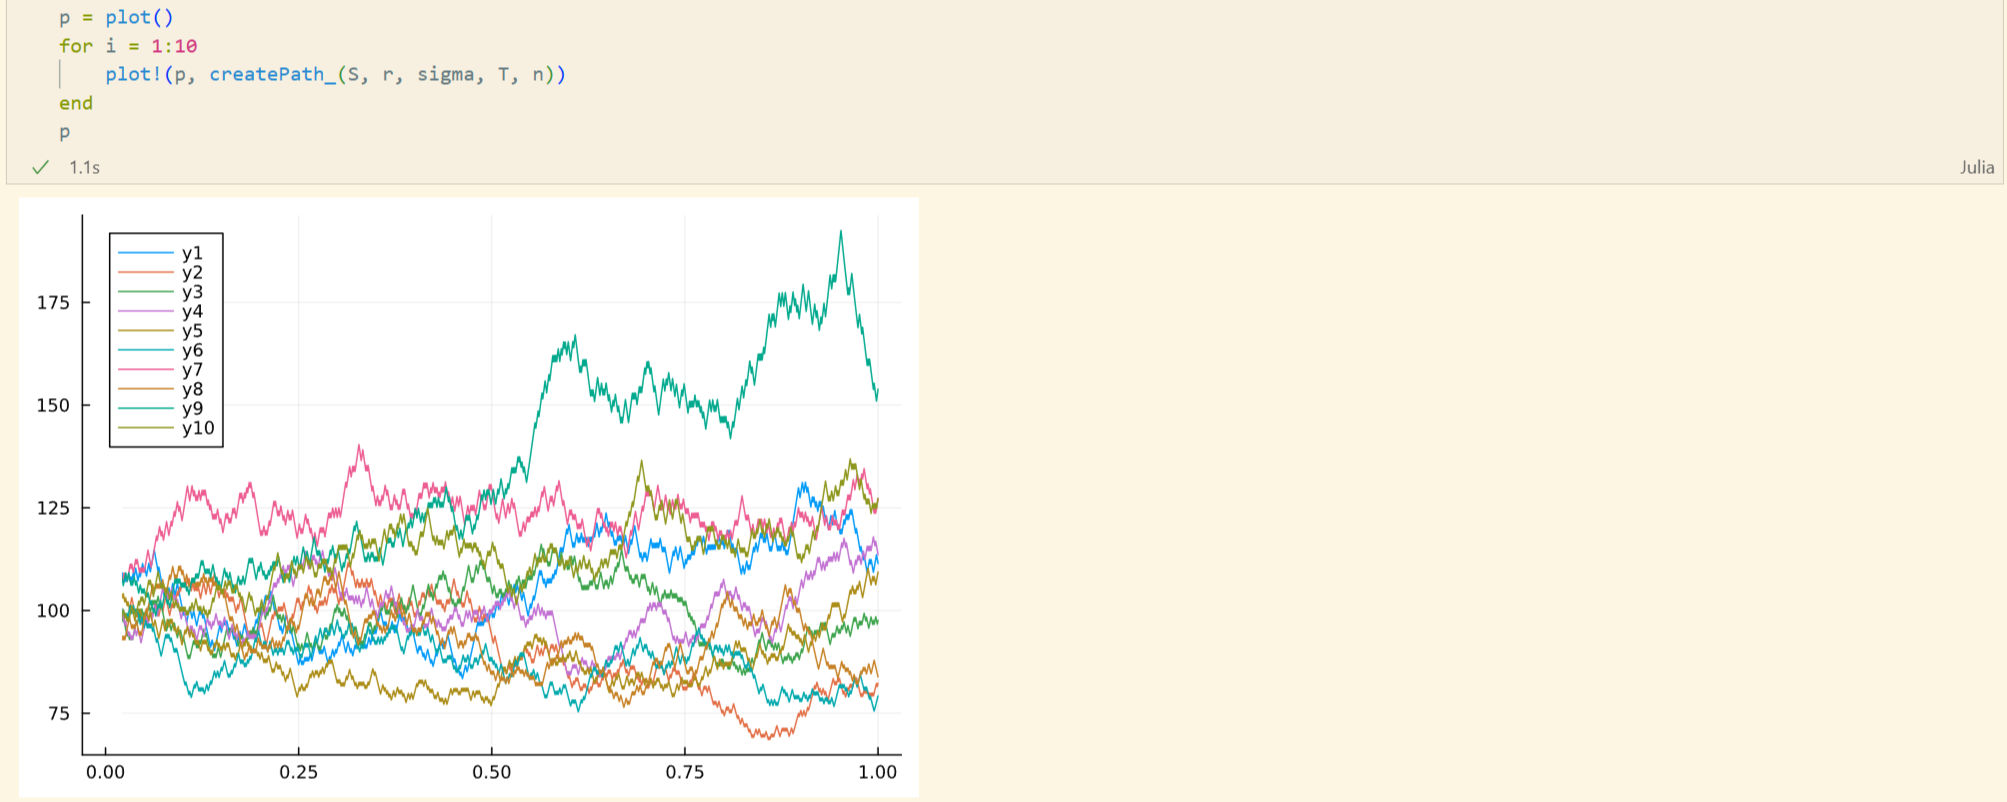 p = plot()
for i = 1:10
plot!(p, createPath_(S, r, sigma, T, n))
end
p
1.1s
Julia
y1
y2
y3
y4
y5
y6
y7
y8
y9
y10
175
150
125
100
75
0.00 0.25 0.50 0.75 1.00